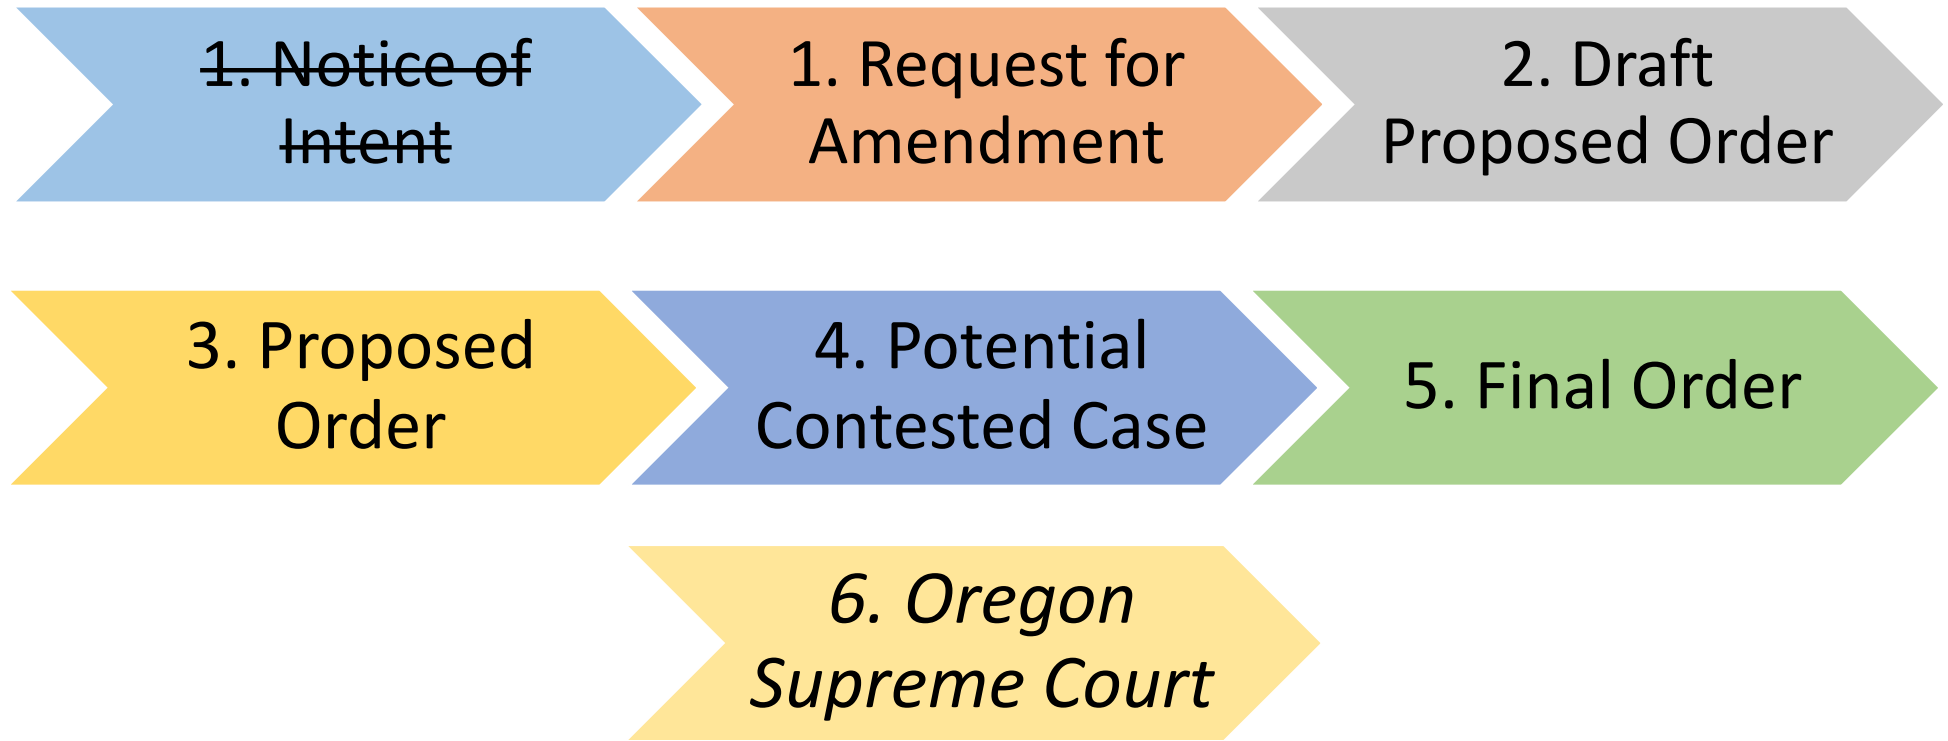 1. Notice of
Intent
1. Request for
Amendment
2. Draft
Proposed Order
3. Proposed
Order
4. Potential
Contested Case
5. Final Order
6. Oregon
Supreme Court